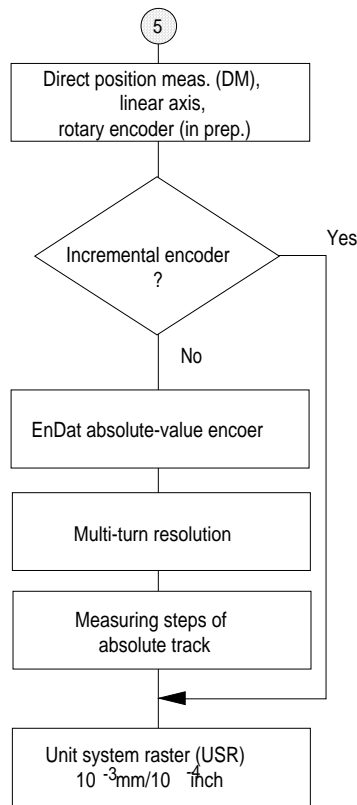 5
Direct position meas. (DM),
linear axis,
rotary encoder (in prep.)
Incremental encoder
?
Yes
No
EnDat absolute-value encoer
Multi-turn resolution
Measuring steps of
absolute track
Unit system raster (USR)
10 -3mm/10 -4inch